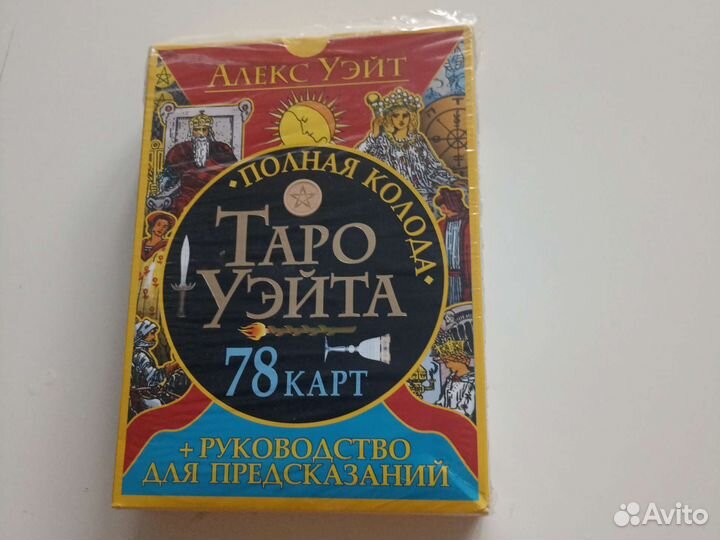 Алекс Уэйт
• ПОЛНАЯ КОЛОДА •
ТАРО
УЭЙТА
78 КАРТ
+ РУКОВОДСТВО
ДЛЯ ПРЕДСКАЗАНИЙ
Avito